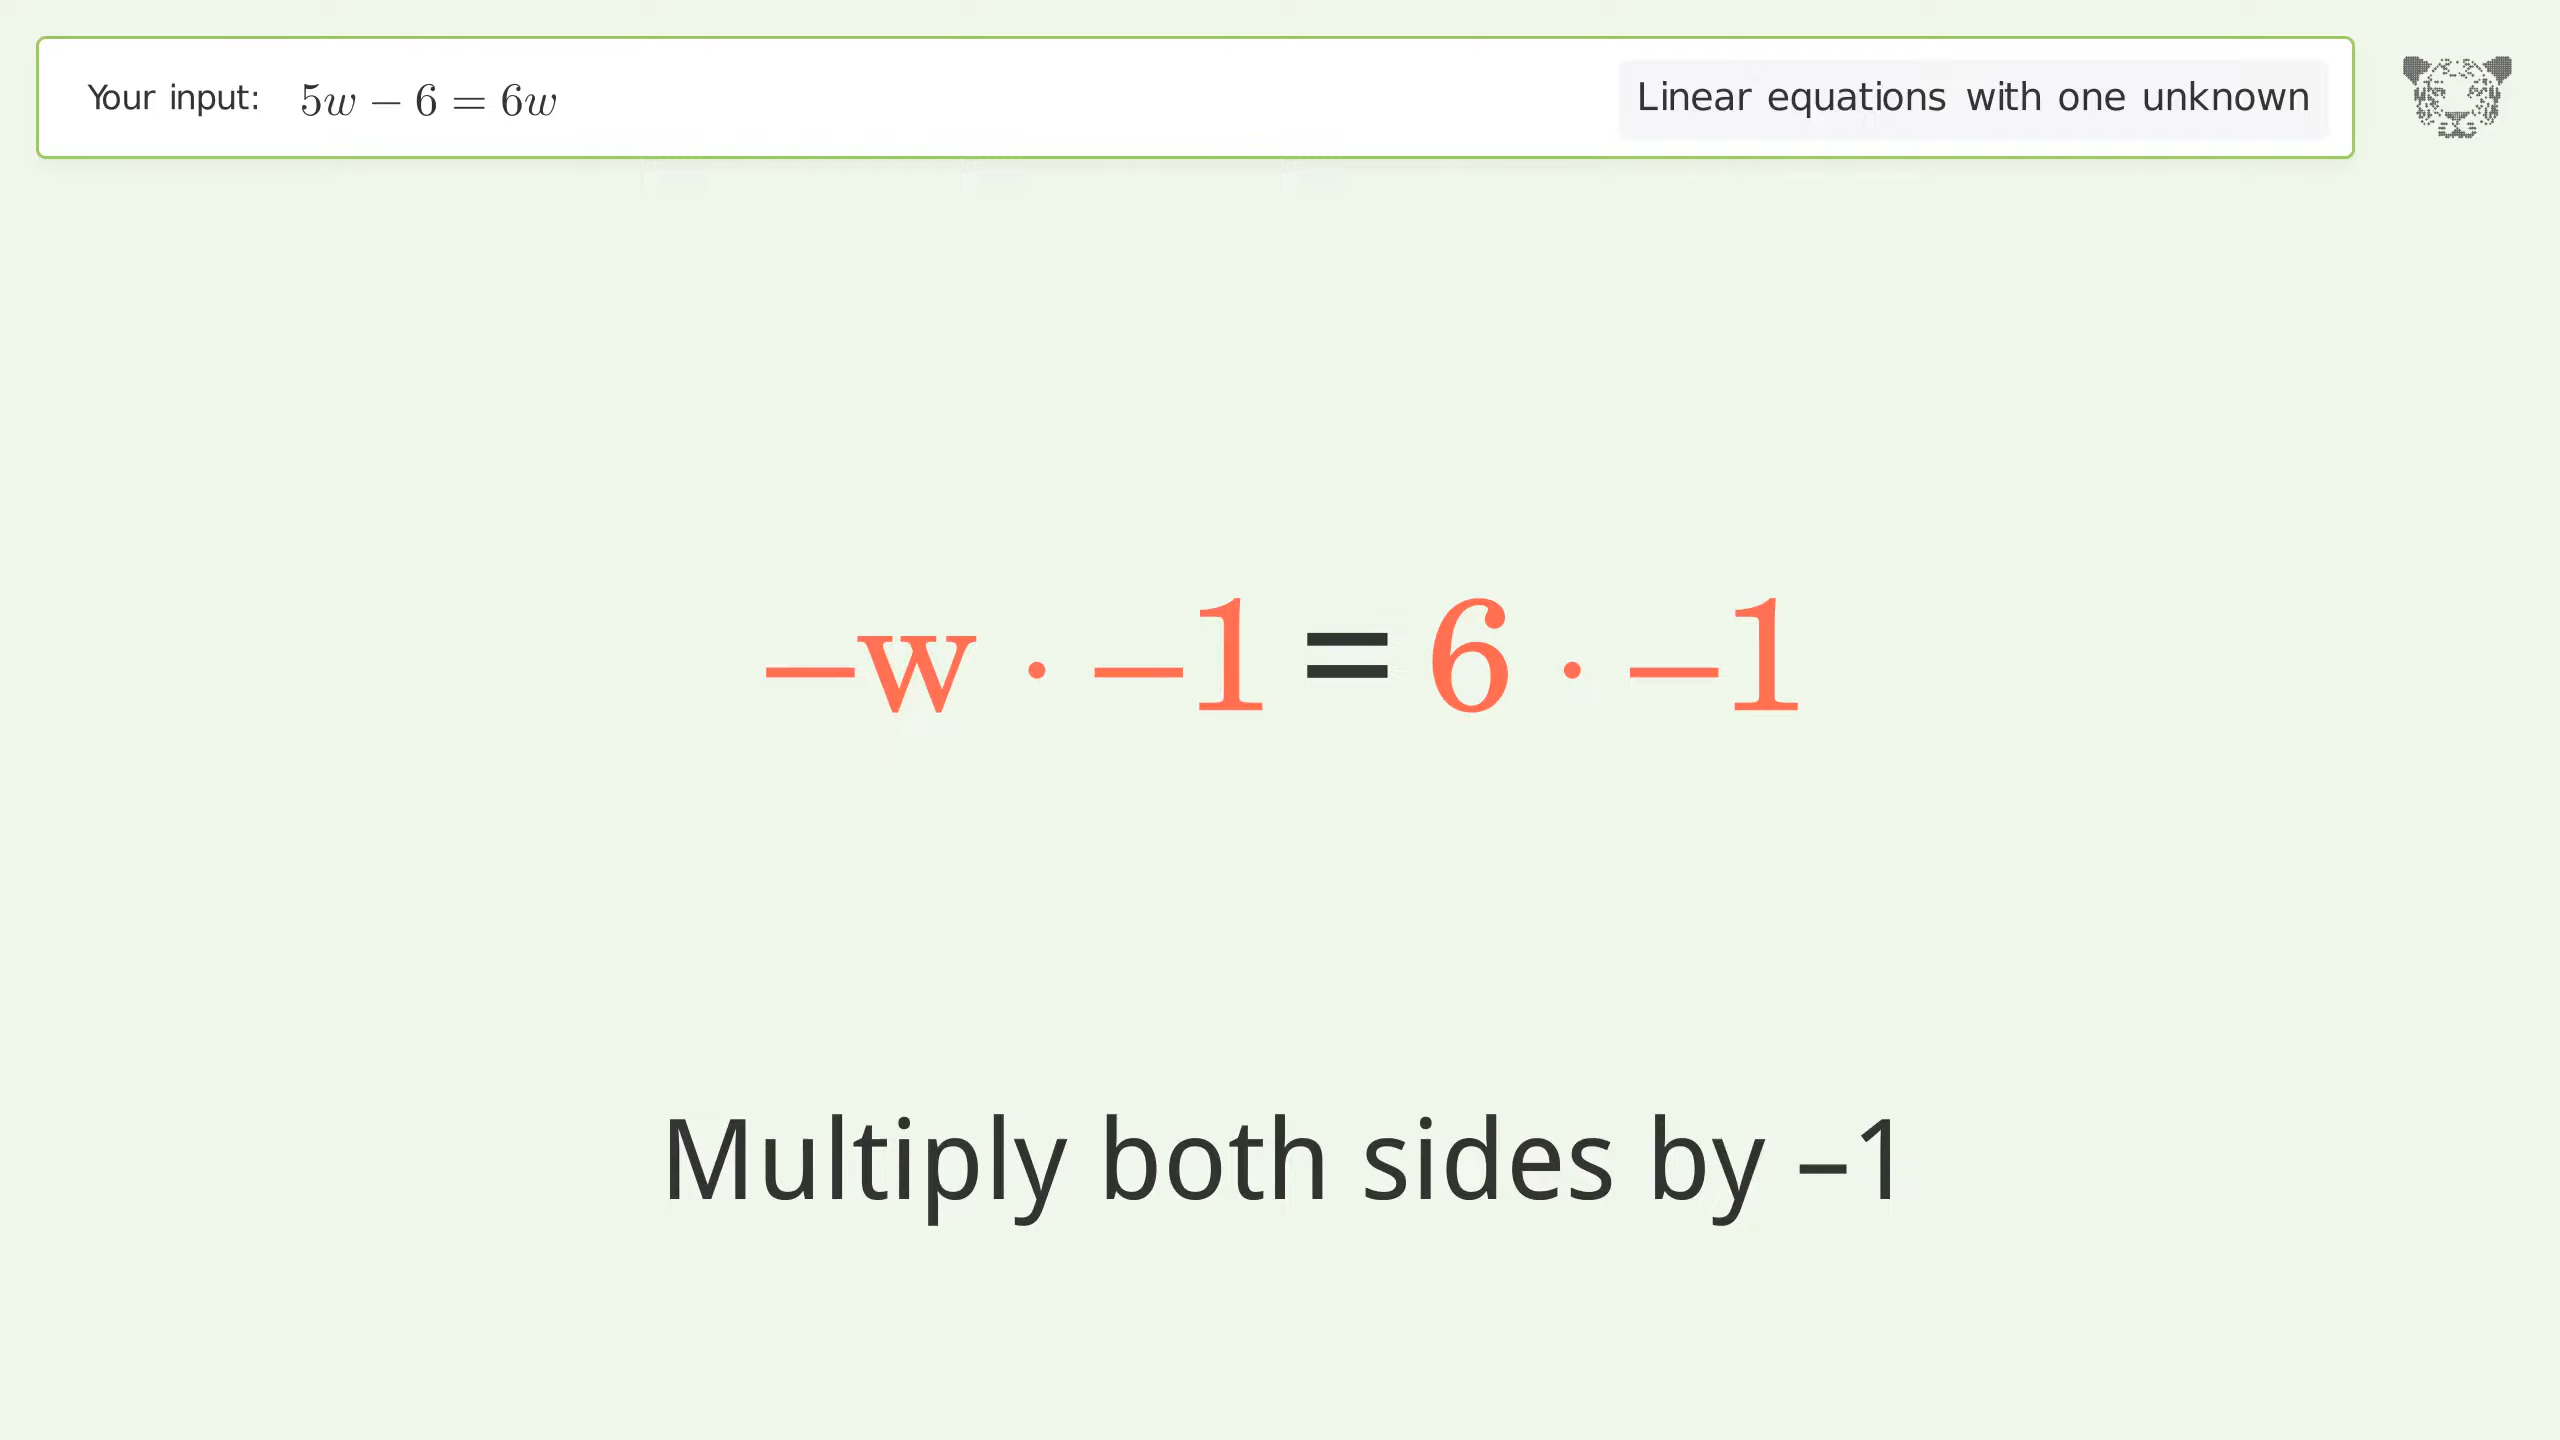 Your input: 5w − 6 = 6w
Linear equations with one unknown
−w · −1 = 6 · −1
Multiply both sides by –1